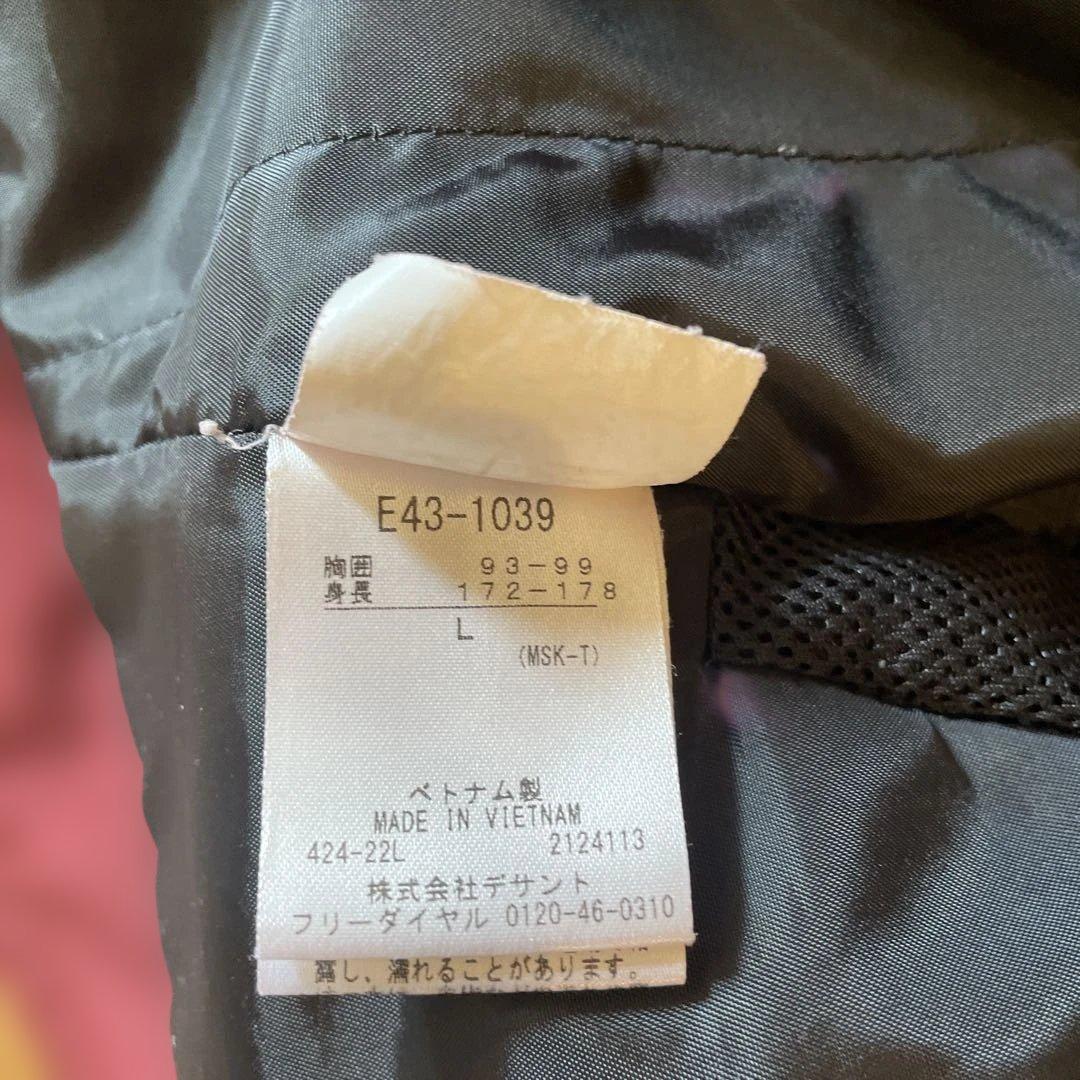 E43-1039
胸囲 93-99
身長 172-178
L
(MSK-T)
ベトナム製
MADE IN VIETNAM
424-22L 2124113
株式会社デサント
フリーダイヤル 0120-46-0310
露し、濡れることがあります。